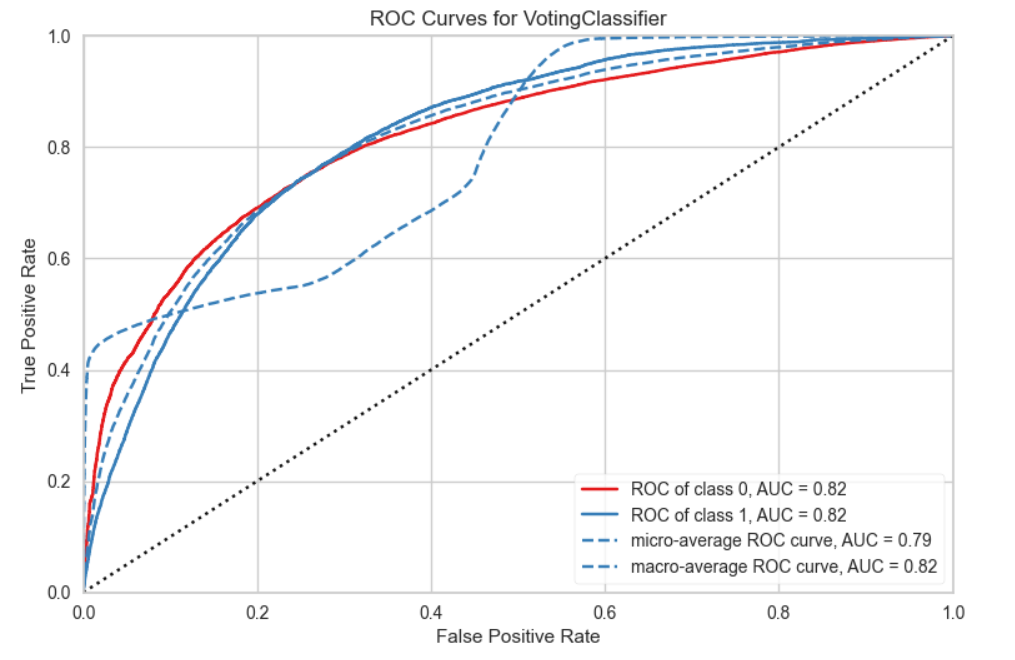 ROC Curves for VotingClassifier
1.0
0.8
0.6
0.4
0.2
0.0
True Positive Rate
ROC of class 0, AUC = 0.82
ROC of class 1, AUC = 0.82
micro-average ROC curve, AUC = 0.79
macro-average ROC curve, AUC = 0.82
0.0 0.2 0.4 0.6 0.8 1.0
False Positive Rate